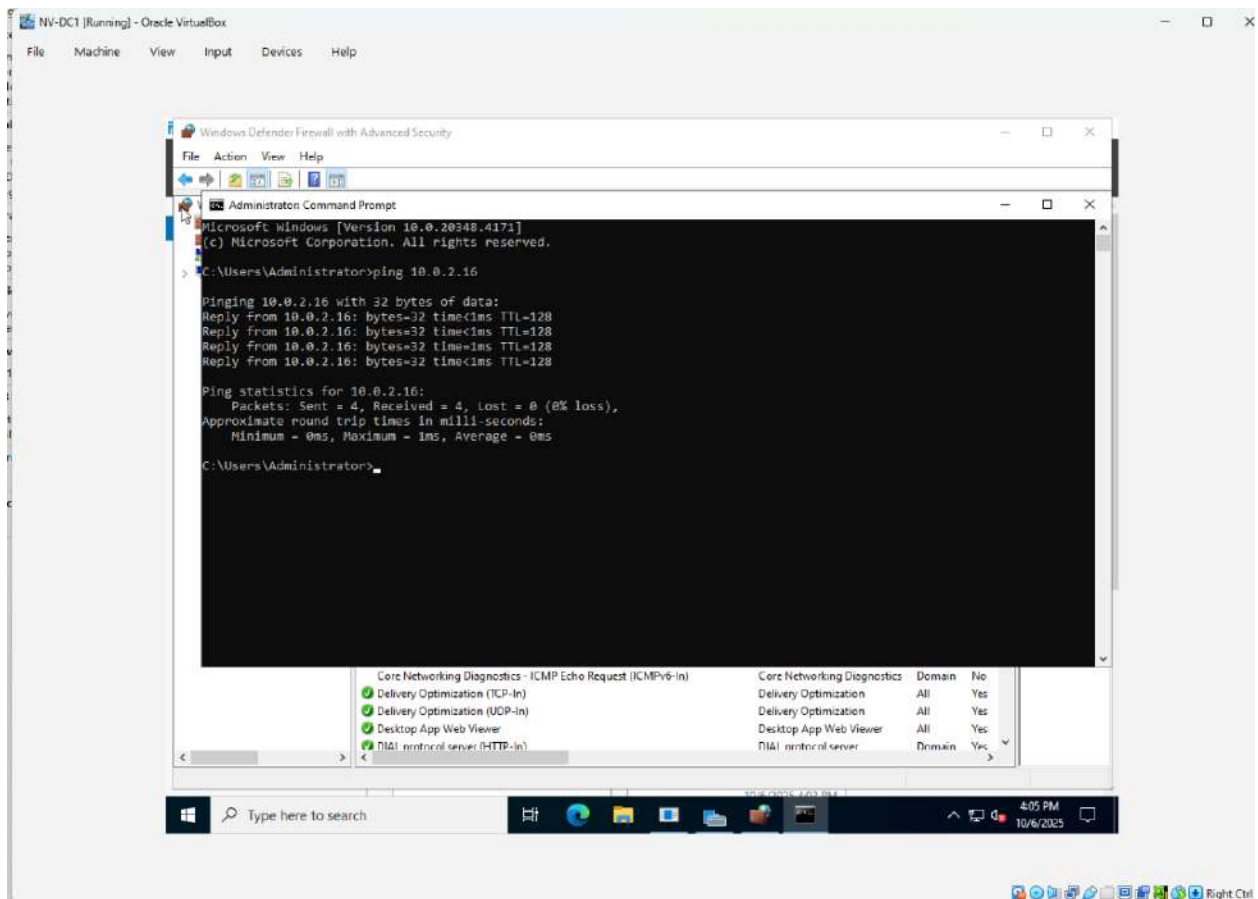 NV-DC1 [Running] - Oracle VirtualBox
File Machine View Input Devices Help
Windows Defender Firewall with Advanced Security
File Action View Help
Administrator: Command Prompt
Microsoft Windows [Version 10.0.20348.4171]
(c) Microsoft Corporation. All rights reserved.
C:\Users\Administrator>ping 10.0.2.16
Pinging 10.0.2.16 with 32 bytes of data:
Reply from 10.0.2.16: bytes=32 time<1ms TTL=128
Reply from 10.0.2.16: bytes=32 time<1ms TTL=128
Reply from 10.0.2.16: bytes=32 time=1ms TTL=128
Reply from 10.0.2.16: bytes=32 time<1ms TTL=128
Ping statistics for 10.0.2.16:
Packets: Sent = 4, Received = 4, Lost = 0 (0% loss),
Approximate round trip times in milli-seconds:
Minimum = 0ms, Maximum = 1ms, Average = 0ms
C:\Users\Administrator>
Core Networking Diagnostics - ICMP Echo Request (ICMPv6-In) Core Networking Diagnostics Domain No
Delivery Optimization (TCP-In) Delivery Optimization All Yes
Delivery Optimization (UDP-In) Delivery Optimization All Yes
Desktop App Web Viewer Desktop App Web Viewer All Yes
DIAL protocol server (HTTP-In) DIAL protocol server Domain Yes
10/6/2025 4:02 PM
Type here to search
4:05 PM
10/6/2025
Right Ctrl